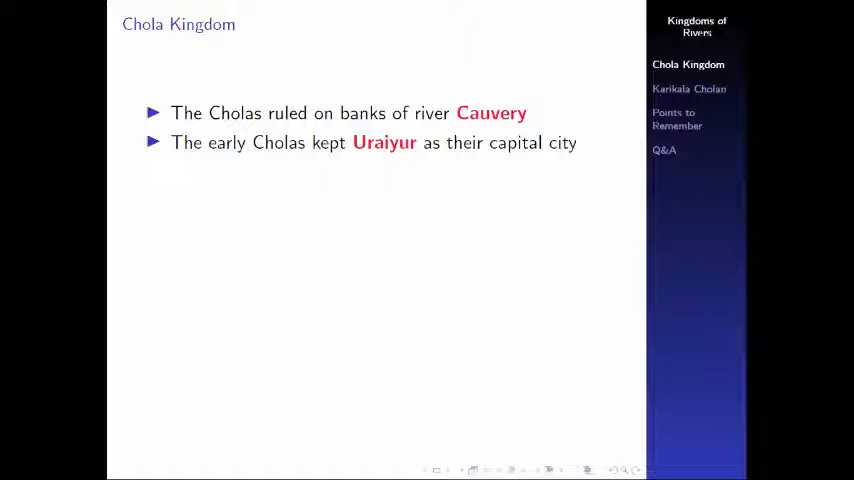 Chola Kingdom
The Cholas ruled on banks of river Cauvery
The early Cholas kept Uraiyur as their capital city
Kingdoms of
Rivers
Chola Kingdom
Karikala Cholan
Points to
Remember
Q&A